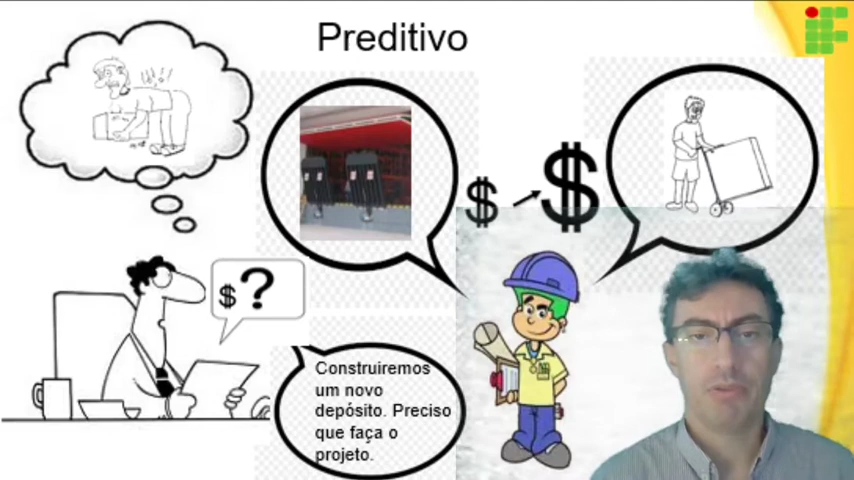 Preditivo
$
$
$?
Construiremos
um novo
depósito. Preciso
que faça o
projeto.